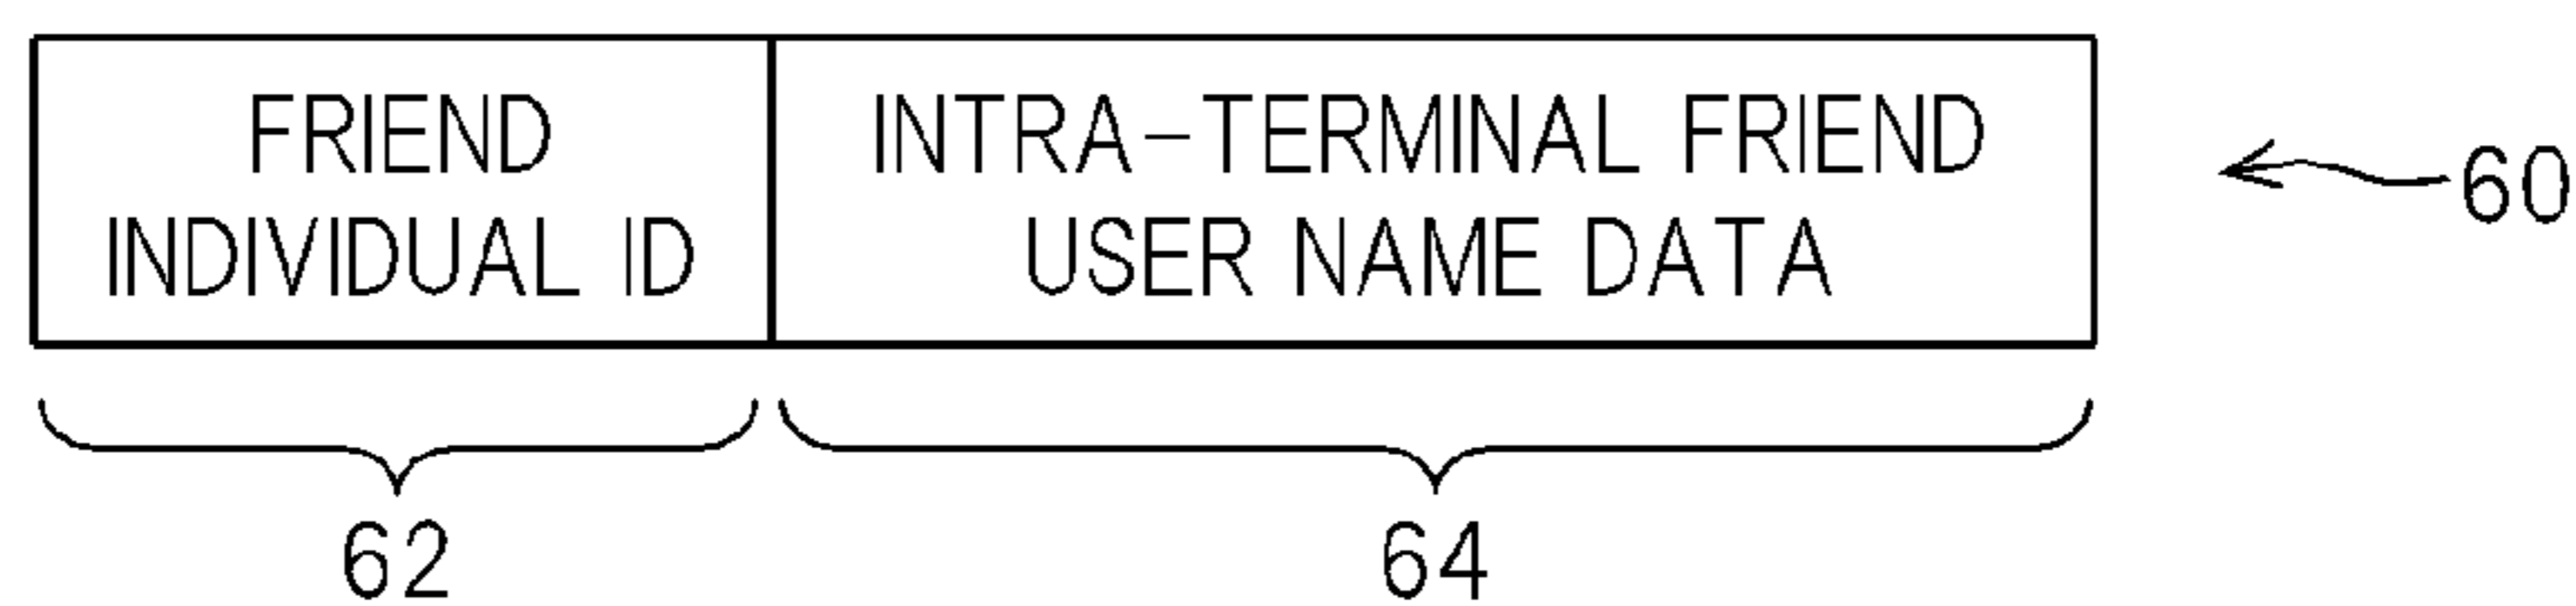 FRIEND
INDIVIDUAL ID
INTRA-TERMINAL FRIEND
USER NAME DATA
60
62
64